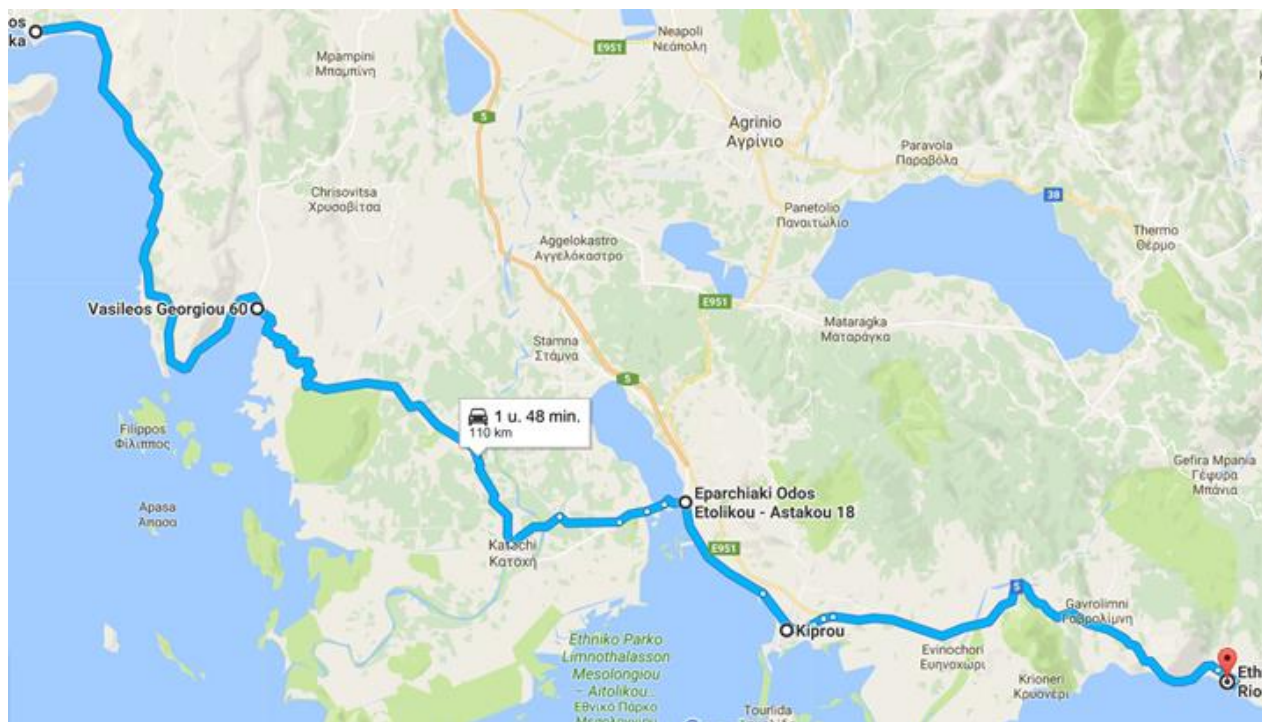 os
ka
Mpampini
Μπαμπίνη
E951
Neapoli
Νεάπολη
5
Agrinio
Αγρίνιο
Paravola
Παραβόλα
Chrisovitsa
Χρυσοβίτσα
38
Panetolio
Παναιτώλιο
Thermo
Θέρμο
Aggelokastro
Αγγελόκαστρο
Vasileos Georgiou 60
E951
Mataragka
Ματαράγκα
Stamna
Στάμνα
5
1 u. 48 min.
110 km
Filippos
Φίλιππος
Gefira Mpania
Γέφυρα
Μπάνια
Eparchiaki Odos
Etolikou - Astakou 18
Apasa
Απασα
Katochi
Κατοχή
E951
5
Gavrolimni
Γαβρολίμνη
Kiprou
Ethniko Parko
Limnothalasson
Mesolongiou
- Aitolikou...
Εθνικό Πάρκο
Evinochori
Ευηνοχώρι
Krioneri
Κρυονέρι
Eth
Rio
Tourlida